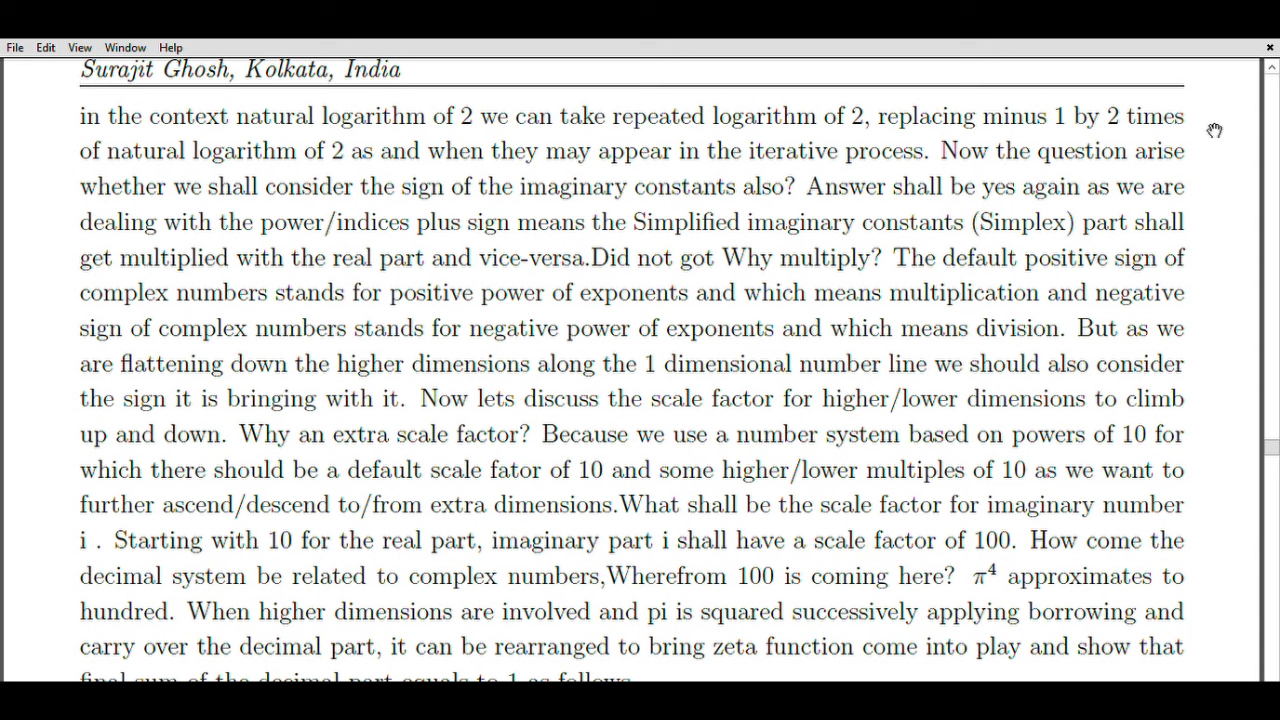 File Edit View Window Help
Surajit Ghosh, Kolkata, India
in the context natural logarithm of 2 we can take repeated logarithm of 2, replacing minus 1 by 2 times
of natural logarithm of 2 as and when they may appear in the iterative process. Now the question arise
whether we shall consider the sign of the imaginary constants also? Answer shall be yes again as we are
dealing with the power/indices plus sign means the Simplified imaginary constants (Simplex) part shall
get multiplied with the real part and vice-versa.Did not got Why multiply? The default positive sign of
complex numbers stands for positive power of exponents and which means multiplication and negative
sign of complex numbers stands for negative power of exponents and which means division. But as we
are flattening down the higher dimensions along the 1 dimensional number line we should also consider
the sign it is bringing with it. Now lets discuss the scale factor for higher/lower dimensions to climb
up and down. Why an extra scale factor? Because we use a number system based on powers of 10 for
which there should be a default scale fator of 10 and some higher/lower multiples of 10 as we want to
further ascend/descend to/from extra dimensions.What shall be the scale factor for imaginary number
i . Starting with 10 for the real part, imaginary part i shall have a scale factor of 100. How come the
decimal system be related to complex numbers,Wherefrom 100 is coming here? π⁴ approximates to
hundred. When higher dimensions are involved and pi is squared successively applying borrowing and
carry over the decimal part, it can be rearranged to bring zeta function come into play and show that
final sum of the decimal part equals to 1 as follows